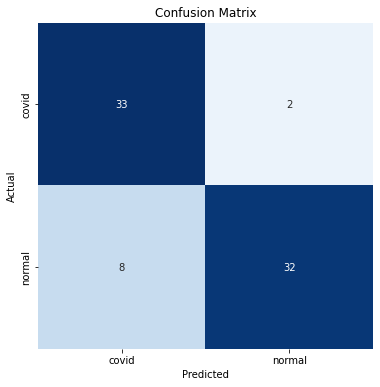 Confusion Matrix
covid
33
2
Actual
normal
8
32
covid
normal
Predicted